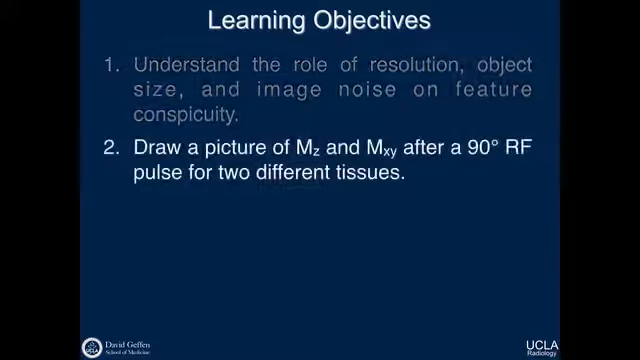 Learning Objectives
1. Understand the role of resolution, object
size, and image noise on feature
conspicuity.
2. Draw a picture of Mz and Mxy after a 90° RF
pulse for two different tissues.
David Geffen
School of Medicine
UCLA
Radiology